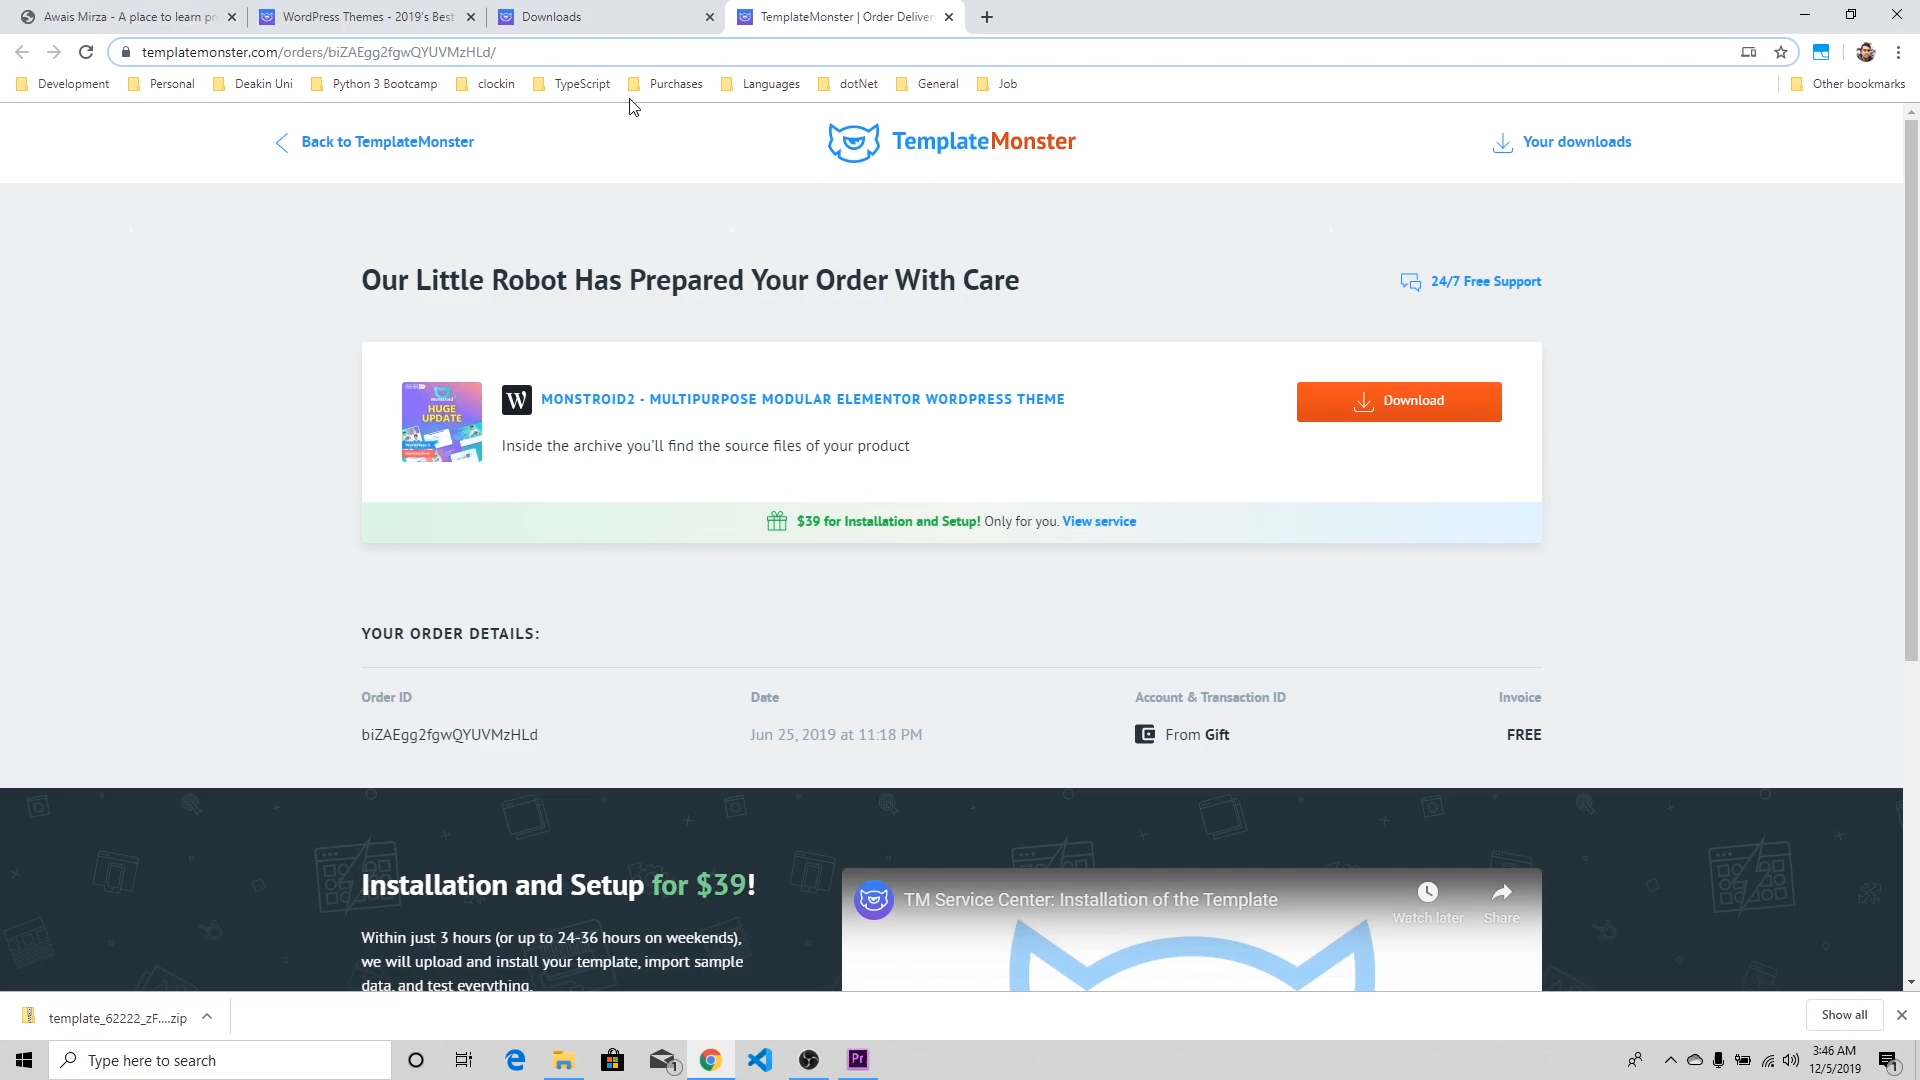 Awais Mirza - A place to learn pr
WordPress Themes - 2019's Best
Downloads
TemplateMonster | Order Deliver
templatemonster.com/orders/biZAEgg2fgwQYUVMzHLd/
Development
Personal
Deakin Uni
Python 3 Bootcamp
clockin
TypeScript
Purchases
Languages
dotNet
General
Job
Other bookmarks
Back to TemplateMonster
TemplateMonster
Your downloads
Our Little Robot Has Prepared Your Order With Care
24/7 Free Support
HUGE
UPDATE
W MONSTROID2 - MULTIPURPOSE MODULAR ELEMENTOR WORDPRESS THEME
Download
Inside the archive you'll find the source files of your product
$39 for Installation and Setup! Only for you. View service
YOUR ORDER DETAILS:
Order ID
Date
Account & Transaction ID
Invoice
biZAEgg2fgwQYUVMzHLd
Jun 25, 2019 at 11:18 PM
From Gift
FREE
Installation and Setup for $39!
TM Service Center: Installation of the Template
Watch later
Share
Within just 3 hours (or up to 24-36 hours on weekends),
we will upload and install your template, import sample
data, and test everything.
template_62222_zF....zip
Show all
Type here to search
1
Pr
3:46 AM
12/5/2019
1